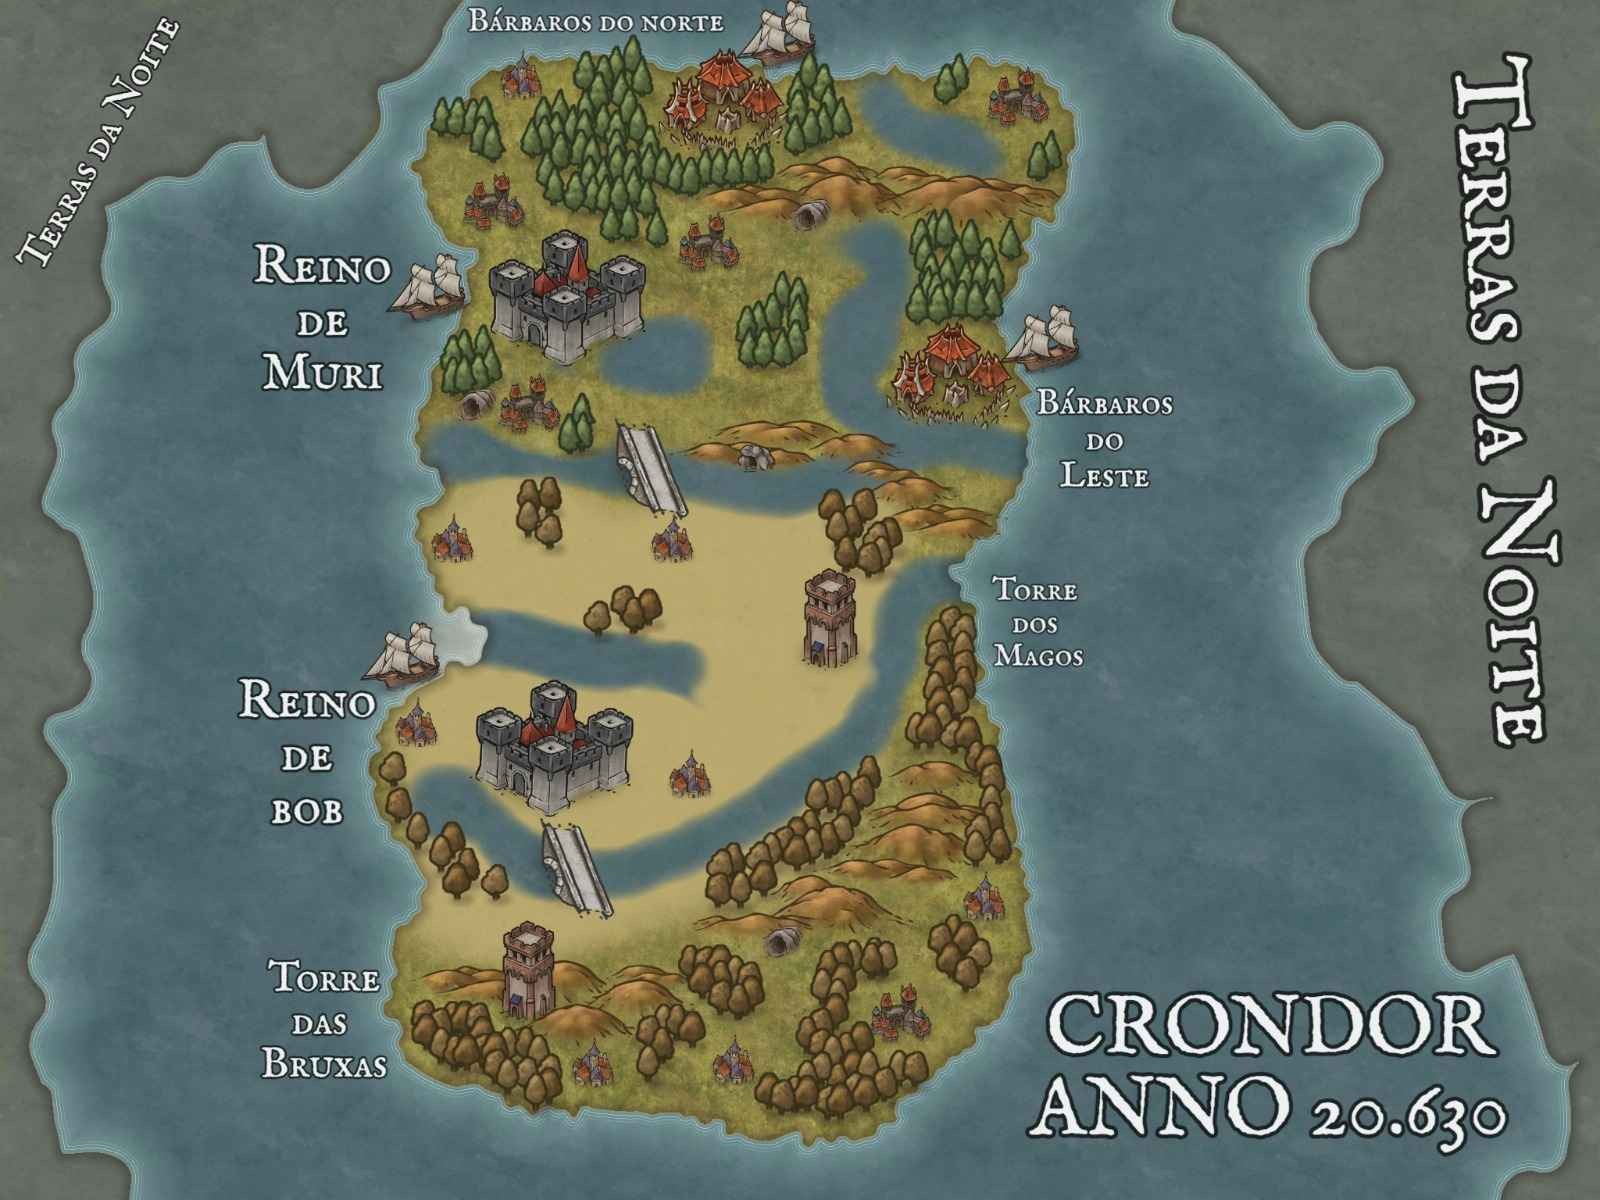 Bárbaros do norte
Terras da Noite
Terras da Noite
Reino
de
Muri
Bárbaros
do
Leste
Torre
dos
Magos
Reino
de
bob
Torre
das
Bruxas
CRONDOR
ANNO 20.630